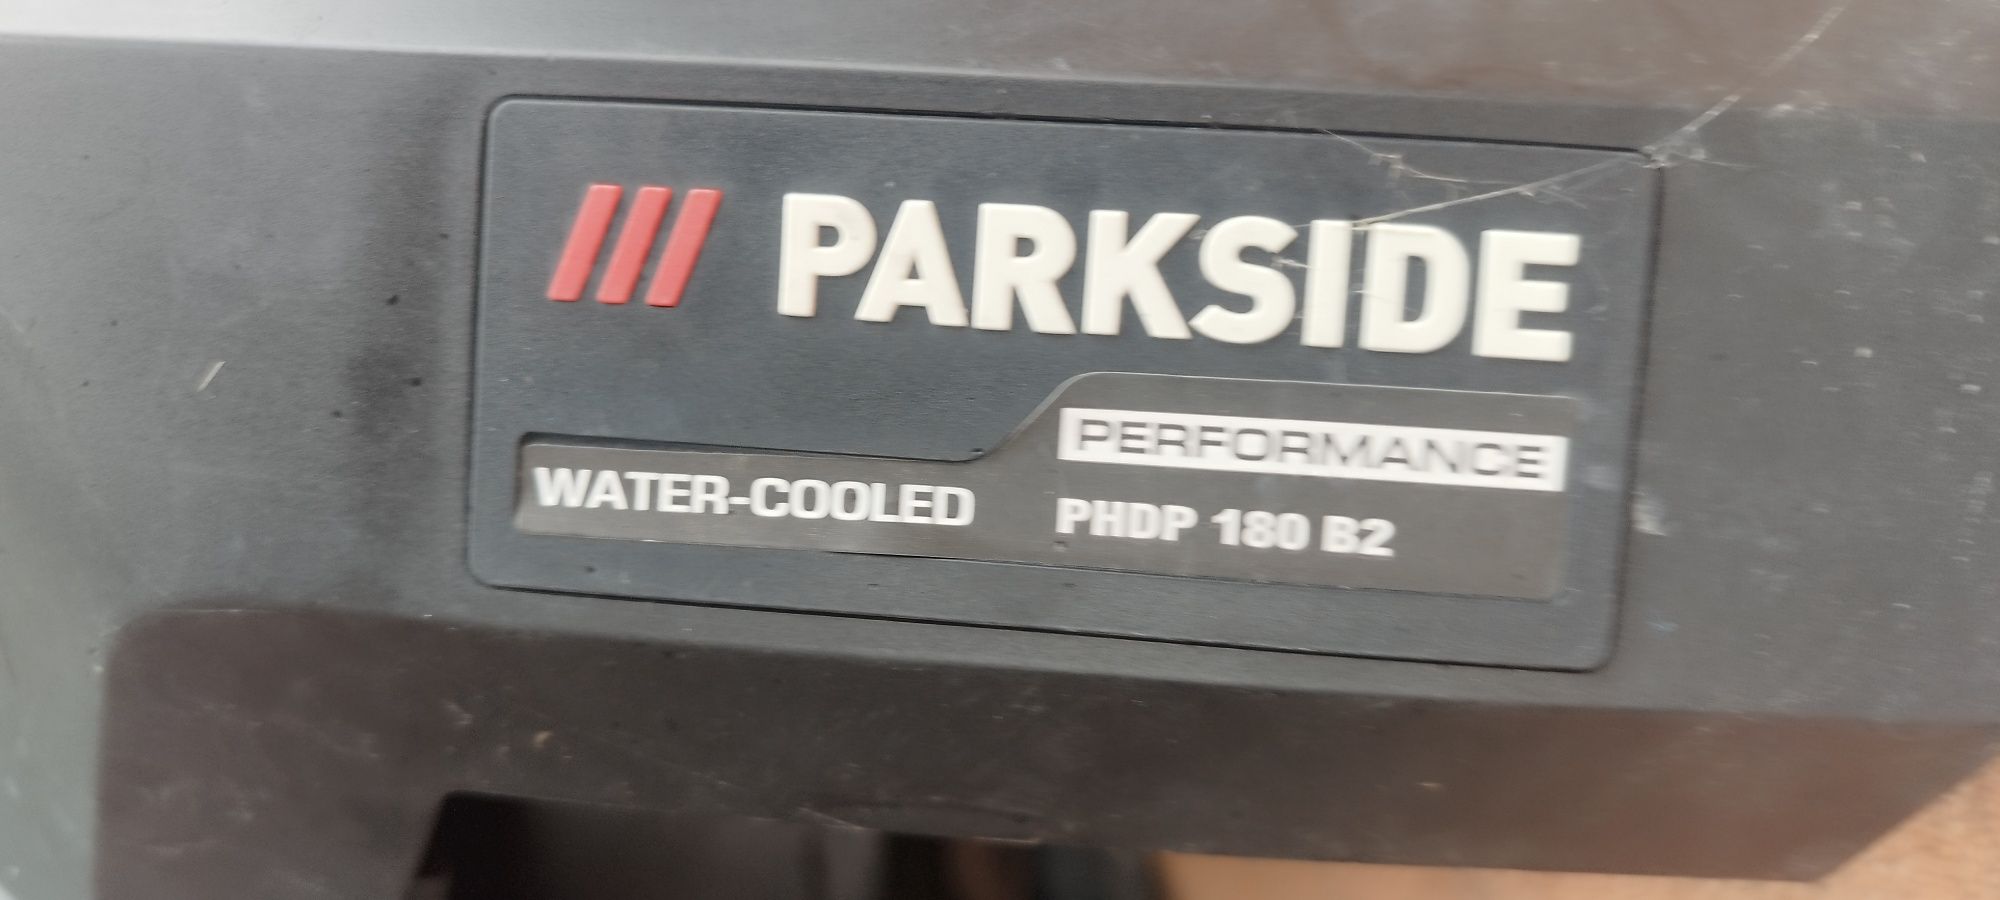 PARKSIDE
PERFORMANCE
WATER-COOLED
PHDP 180 B2